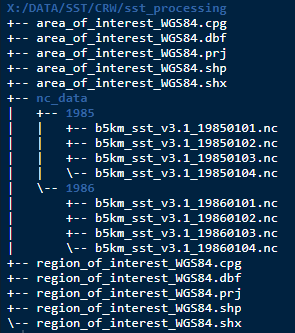 X:/DATA/SST/CRW/sst_processing
+-- area_of_interest_WGS84.cpg
+-- area_of_interest_WGS84.dbf
+-- area_of_interest_WGS84.prj
+-- area_of_interest_WGS84.shp
+-- area_of_interest_WGS84.shx
+-- nc_data
|   +-- 1985
|   |   +-- b5km_sst_v3.1_19850101.nc
|   |   +-- b5km_sst_v3.1_19850102.nc
|   |   +-- b5km_sst_v3.1_19850103.nc
|   |   \-- b5km_sst_v3.1_19850104.nc
|   \-- 1986
|       +-- b5km_sst_v3.1_19860101.nc
|       +-- b5km_sst_v3.1_19860102.nc
|       +-- b5km_sst_v3.1_19860103.nc
|       \-- b5km_sst_v3.1_19860104.nc
+-- region_of_interest_WGS84.cpg
+-- region_of_interest_WGS84.dbf
+-- region_of_interest_WGS84.prj
+-- region_of_interest_WGS84.shp
\-- region_of_interest_WGS84.shx